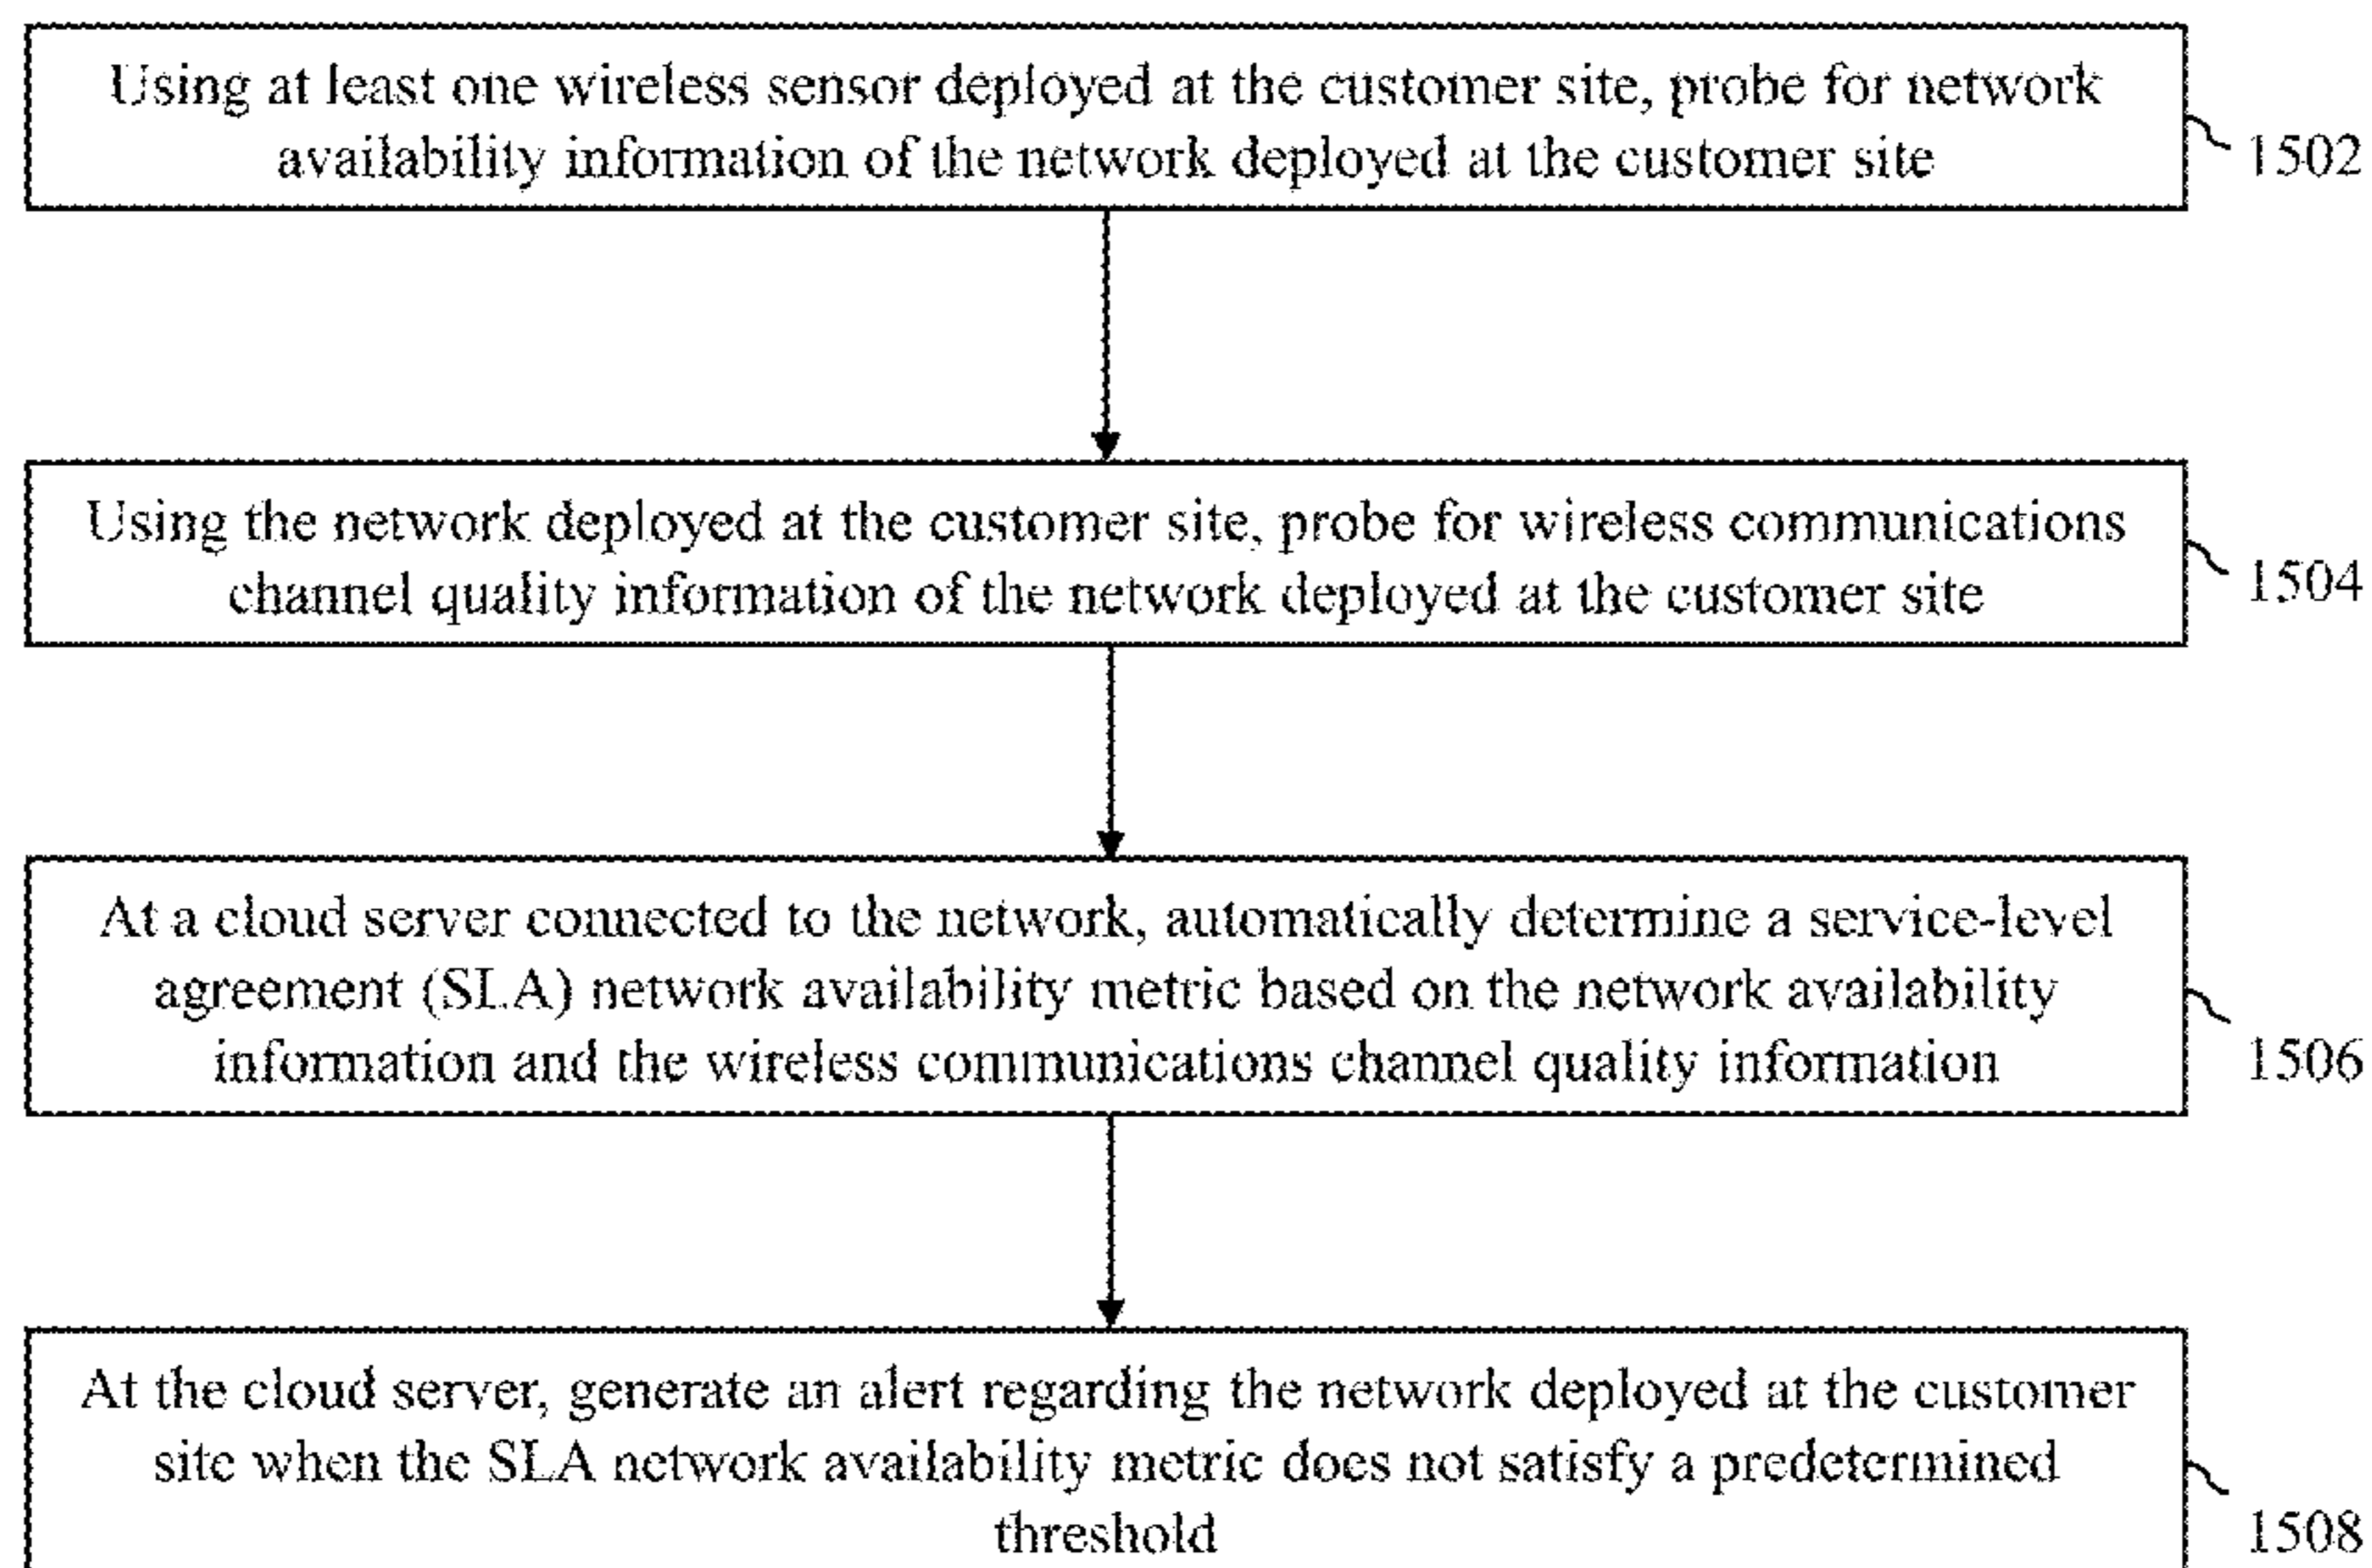 Using at least one wireless sensor deployed at the customer site, probe for network
availability information of the network deployed at the customer site
1502
Using the network deployed at the customer site, probe for wireless communications
channel quality information of the network deployed at the customer site
1504
At a cloud server connected to the network, automatically determine a service-level
agreement (SLA) network availability metric based on the network availability
information and the wireless communications channel quality information
1506
At the cloud server, generate an alert regarding the network deployed at the customer
site when the SLA network availability metric does not satisfy a predetermined
threshold
1508